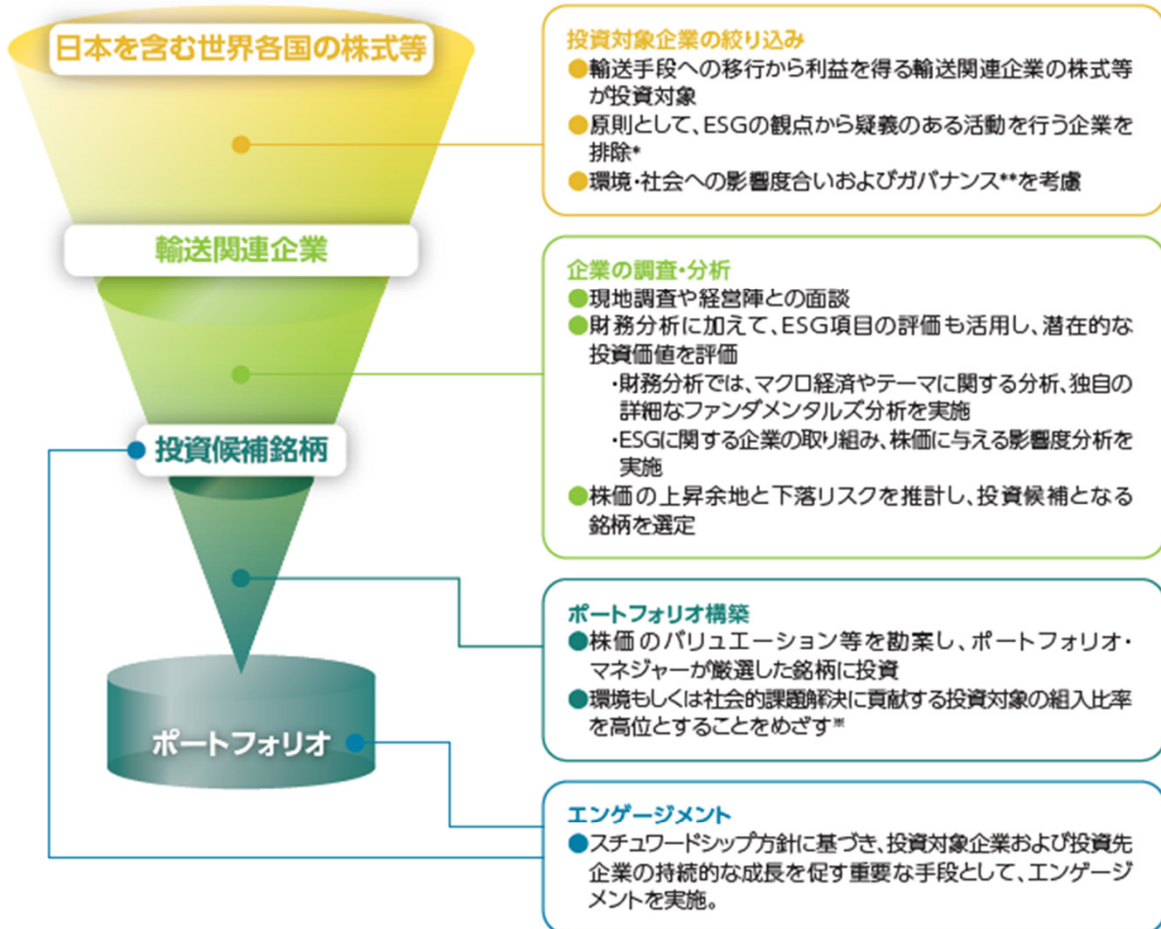 日本を含む世界各国の株式等
投資対象企業の絞り込み
●輸送手段への移行から利益を得る輸送関連企業の株式等
が投資対象
●原則として、ESGの観点から疑義のある活動を行う企業を
排除*
●環境・社会への影響度合いおよびガバナンス**を考慮
輸送関連企業
企業の調査・分析
●現地調査や経営陣との面談
●財務分析に加えて、ESG項目の評価も活用し、潜在的な
投資価値を評価
・財務分析では、マクロ経済やテーマに関する分析、独自の
詳細なファンダメンタルズ分析を実施
・ESGに関する企業の取り組み、株価に与える影響度分析を
実施
●株価の上昇余地と下落リスクを推計し、投資候補となる
銘柄を選定
投資候補銘柄
ポートフォリオ構築
●株価のバリュエーション等を勘案し、ポートフォリオ・
マネジャーが厳選した銘柄に投資
●環境もしくは社会的課題解決に貢献する投資対象の組入比率
を高位とすることをめざす※
ポートフォリオ
エンゲージメント
●スチュワードシップ方針に基づき、投資対象企業および投資先
企業の持続的な成長を促す重要な手段として、エンゲージ
メントを実施。